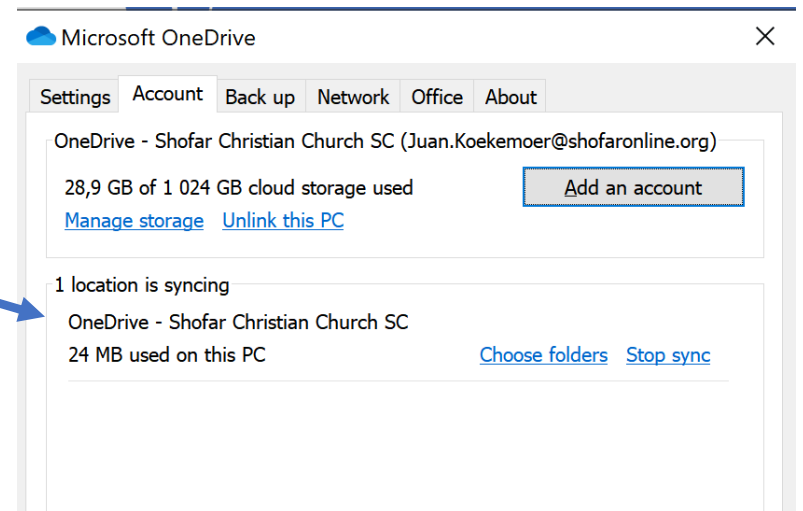 Microsoft OneDrive
Settings Account Back up Network Office About
OneDrive - Shofar Christian Church SC (Juan.Koekemoer@shofaronline.org)
28,9 GB of 1 024 GB cloud storage used Add an account
Manage storage Unlink this PC
1 location is syncing
OneDrive - Shofar Christian Church SC
24 MB used on this PC Choose folders Stop sync